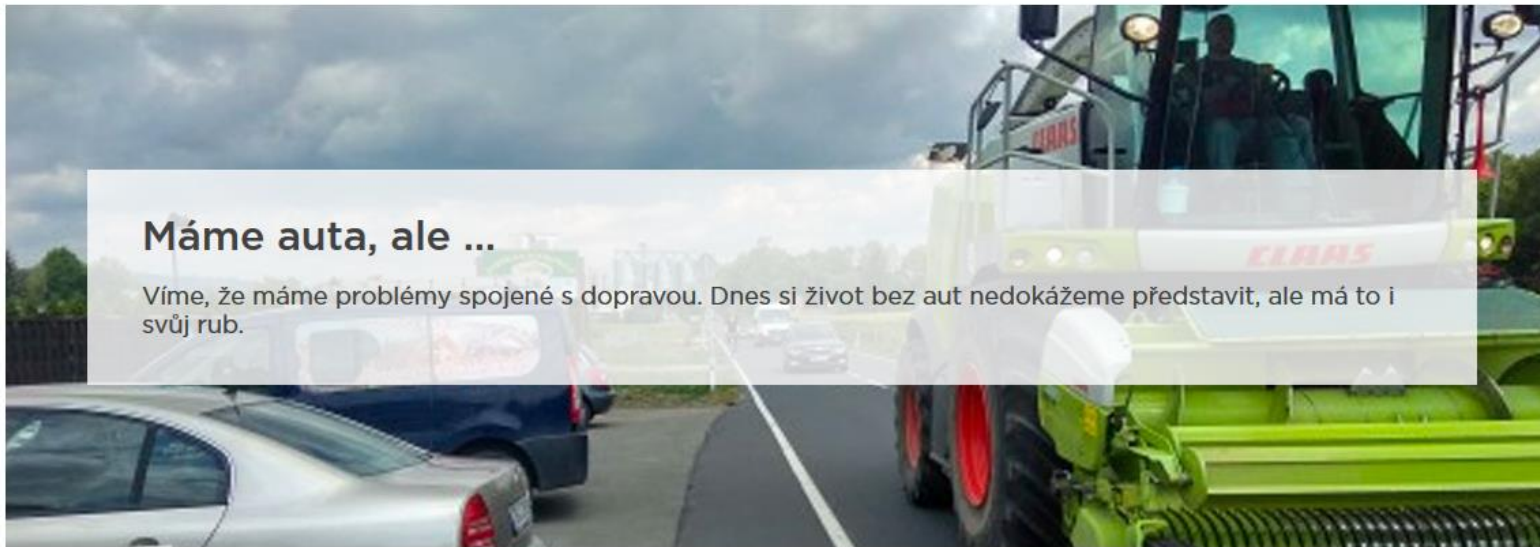 CLAAS
Máme auta, ale ...
CLAAS
Víme, že máme problémy spojené s dopravou. Dnes si život bez aut nedokážeme představit, ale má to i
svůj rub.